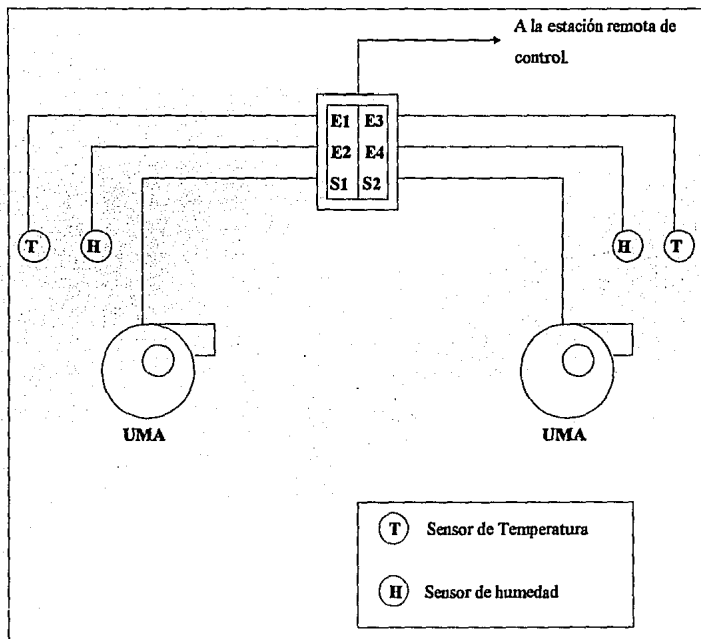 A la estación remota de
control.
E1 E3
E2 E4
S1 S2
T H H T
UMA UMA
T Sensor de Temperatura
H Sensor de humedad